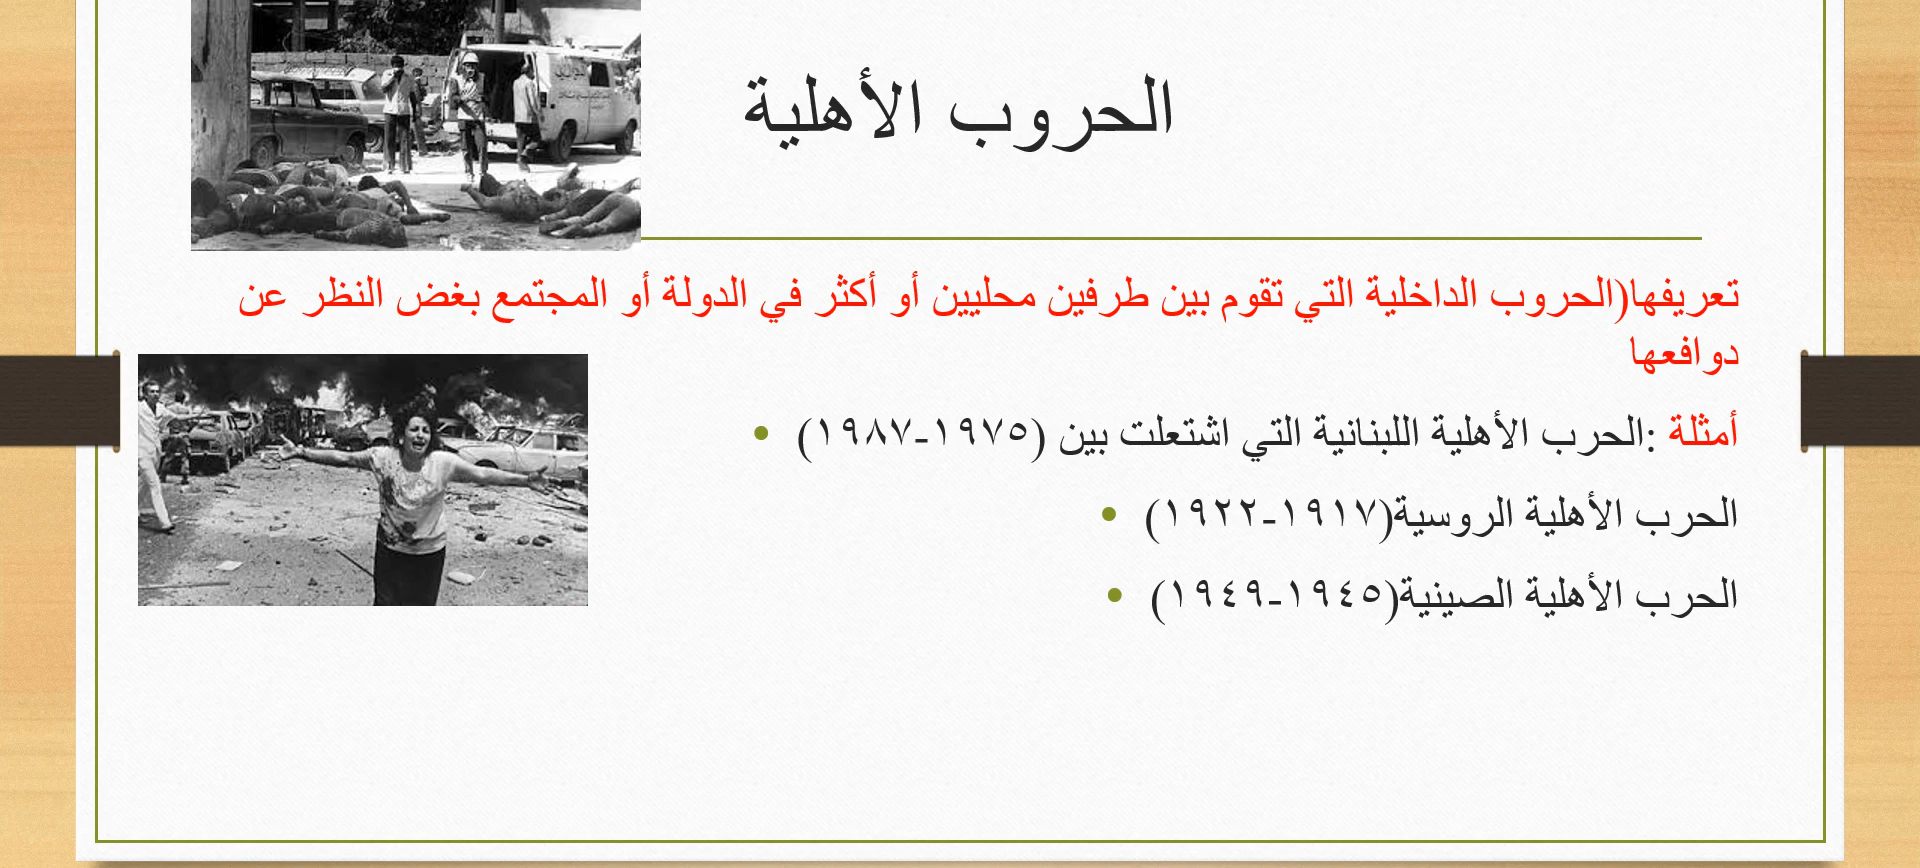 الحروب الأهلية
تعريفها(الحروب الداخلية التي تقوم بين طرفين محليين أو أكثر في الدولة أو المجتمع بغض النظر عن
دوافعها
أمثلة :الحرب الأهلية اللبنانية التي اشتعلت بين (١٩٧٥-١٩٨٧)
الحرب الأهلية الروسية(١٩١٧-١٩٢٢)
الحرب الأهلية الصينية(١٩٤٥-١٩٤٩)